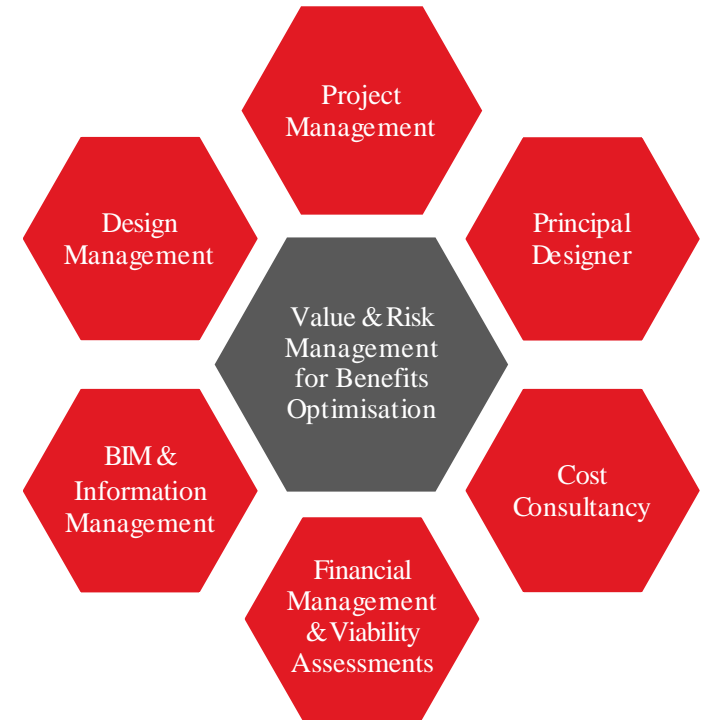 Project
Management
Design
Management
Principal
Designer
Value & Risk
Management
for Benefits
Optimisation
BIM &
Information
Management
Cost
Consultancy
Financial
Management
& Viability
Assessments